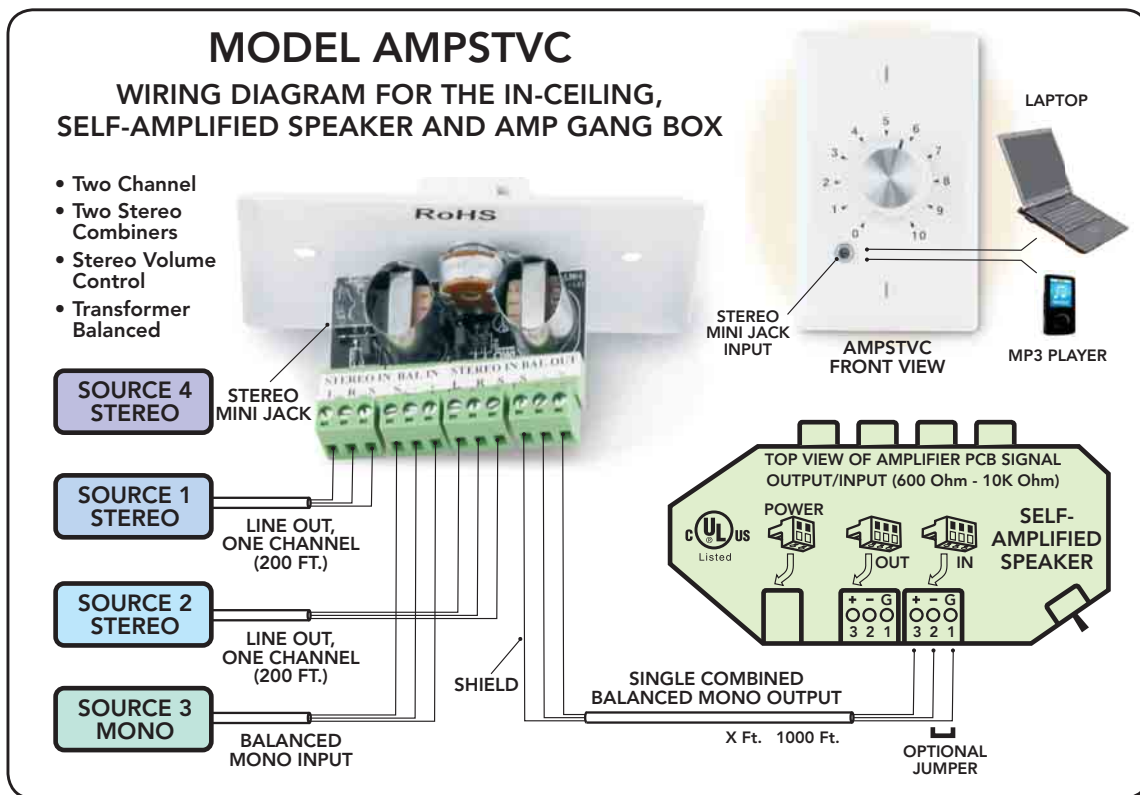 MODEL AMPSTVC
WIRING DIAGRAM FOR THE IN-CEILING,
SELF-AMPLIFIED SPEAKER AND AMP GANG BOX
• Two Channel
• Two Stereo
Combiners
• Stereo Volume
Control
• Transformer
Balanced
RoHS
STEREO IN BAL IN STEREO IN BAL OUT
L R S S L R S S
STEREO
MINI JACK
SOURCE 4
STEREO
SOURCE 1
STEREO
LINE OUT,
ONE CHANNEL
(200 FT.)
SOURCE 2
STEREO
LINE OUT,
ONE CHANNEL
(200 FT.)
SOURCE 3
MONO
BALANCED
MONO INPUT
SHIELD
SINGLE COMBINED
BALANCED MONO OUTPUT
X Ft. 1000 Ft.
OPTIONAL
JUMPER
0 1 2 3 4 5 6 7 8 9 10
STEREO
MINI JACK
INPUT
AMPSTVC
FRONT VIEW
LAPTOP
MP3 PLAYER
TOP VIEW OF AMPLIFIER PCB SIGNAL
OUTPUT/INPUT (600 Ohm - 10K Ohm)
C UL ® US
Listed
POWER
OUT
IN
SELF-
AMPLIFIED
SPEAKER
+ − G
3 2 1
+ − G
3 2 1